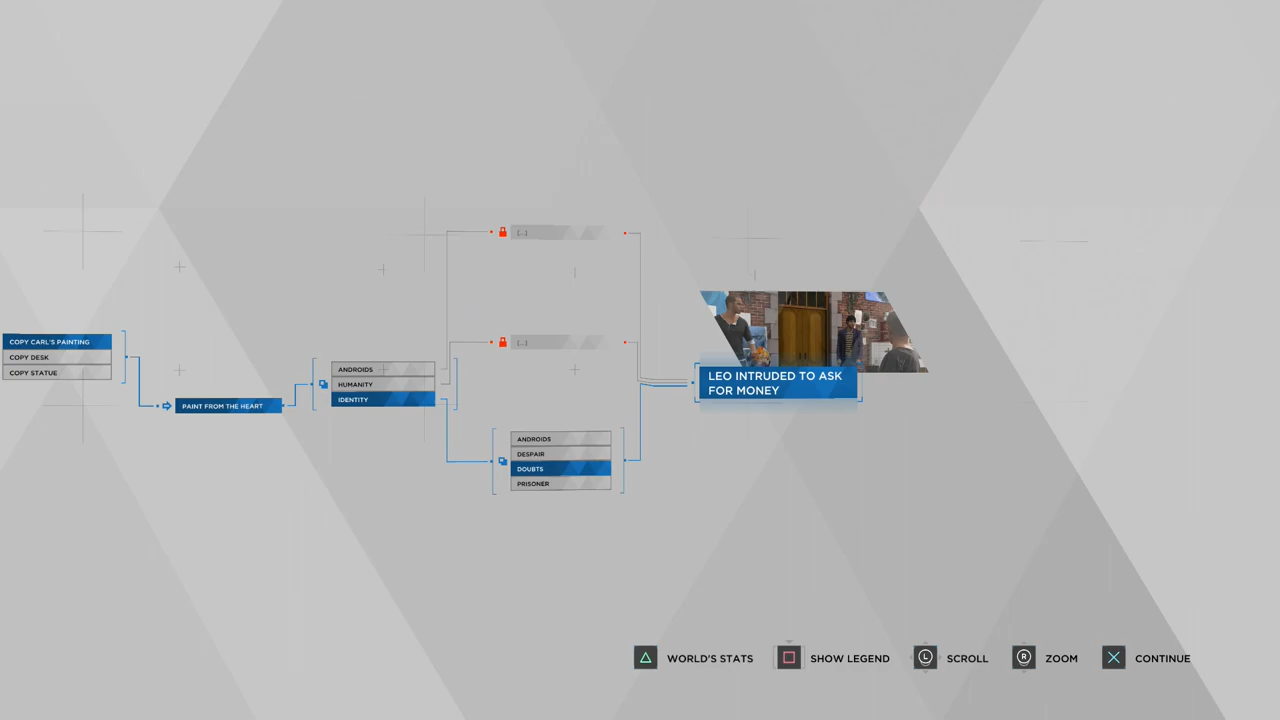 COPY CARL'S PAINTING
COPY DESK
COPY STATUE
PAINT FROM THE HEART
ANDROIDS
HUMANITY
IDENTITY
(...)
(...)
ANDROIDS
DESPAIR
DOUBTS
PRISONER
LEO INTRUDED TO ASK
FOR MONEY
WORLD'S STATS
SHOW LEGEND
L
SCROLL
R
ZOOM
CONTINUE